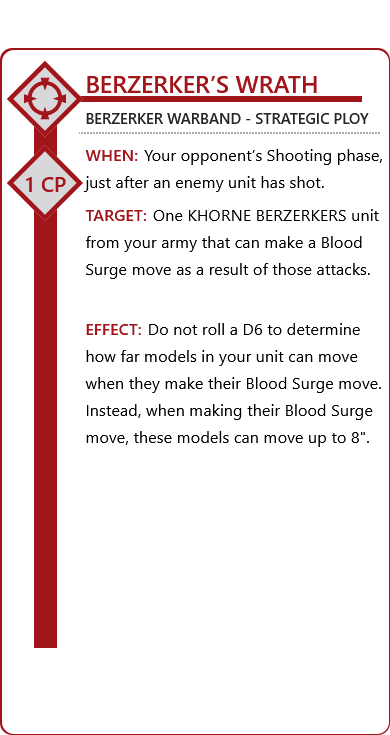 BERZERKER’S WRATH
BERZERKER WARBAND - STRATEGIC PLOY
1 CP
WHEN: Your opponent’s Shooting phase,
just after an enemy unit has shot.
TARGET: One KHORNE BERZERKERS unit
from your army that can make a Blood
Surge move as a result of those attacks.
EFFECT: Do not roll a D6 to determine
how far models in your unit can move
when they make their Blood Surge move.
Instead, when making their Blood Surge
move, these models can move up to 8".